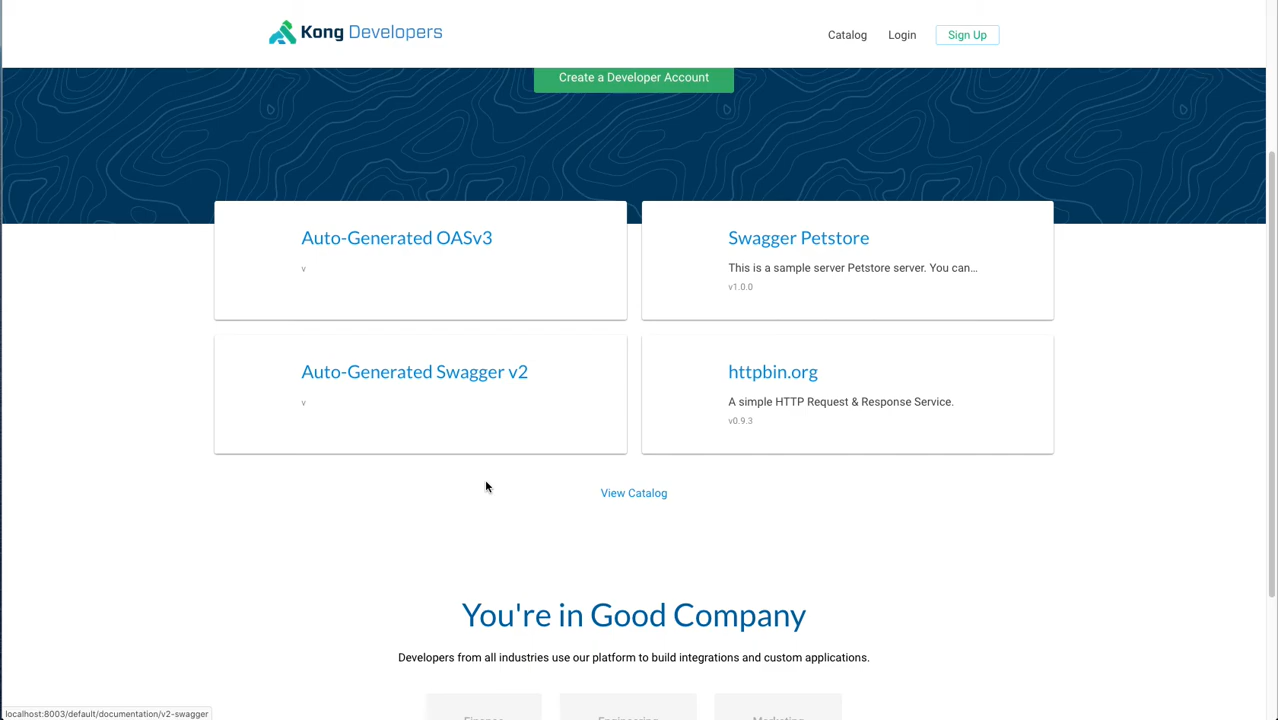 Kong Developers
Catalog
Login
Sign Up
Create a Developer Account
Auto-Generated OASv3
v
Swagger Petstore
This is a sample server Petstore server. You can...
v1.0.0
Auto-Generated Swagger v2
v
httpbin.org
A simple HTTP Request & Response Service.
v0.9.3
View Catalog
You're in Good Company
Developers from all industries use our platform to build integrations and custom applications.
Finance
Engineering
Marketing
localhost:8003/default/documentation/v2-swagger